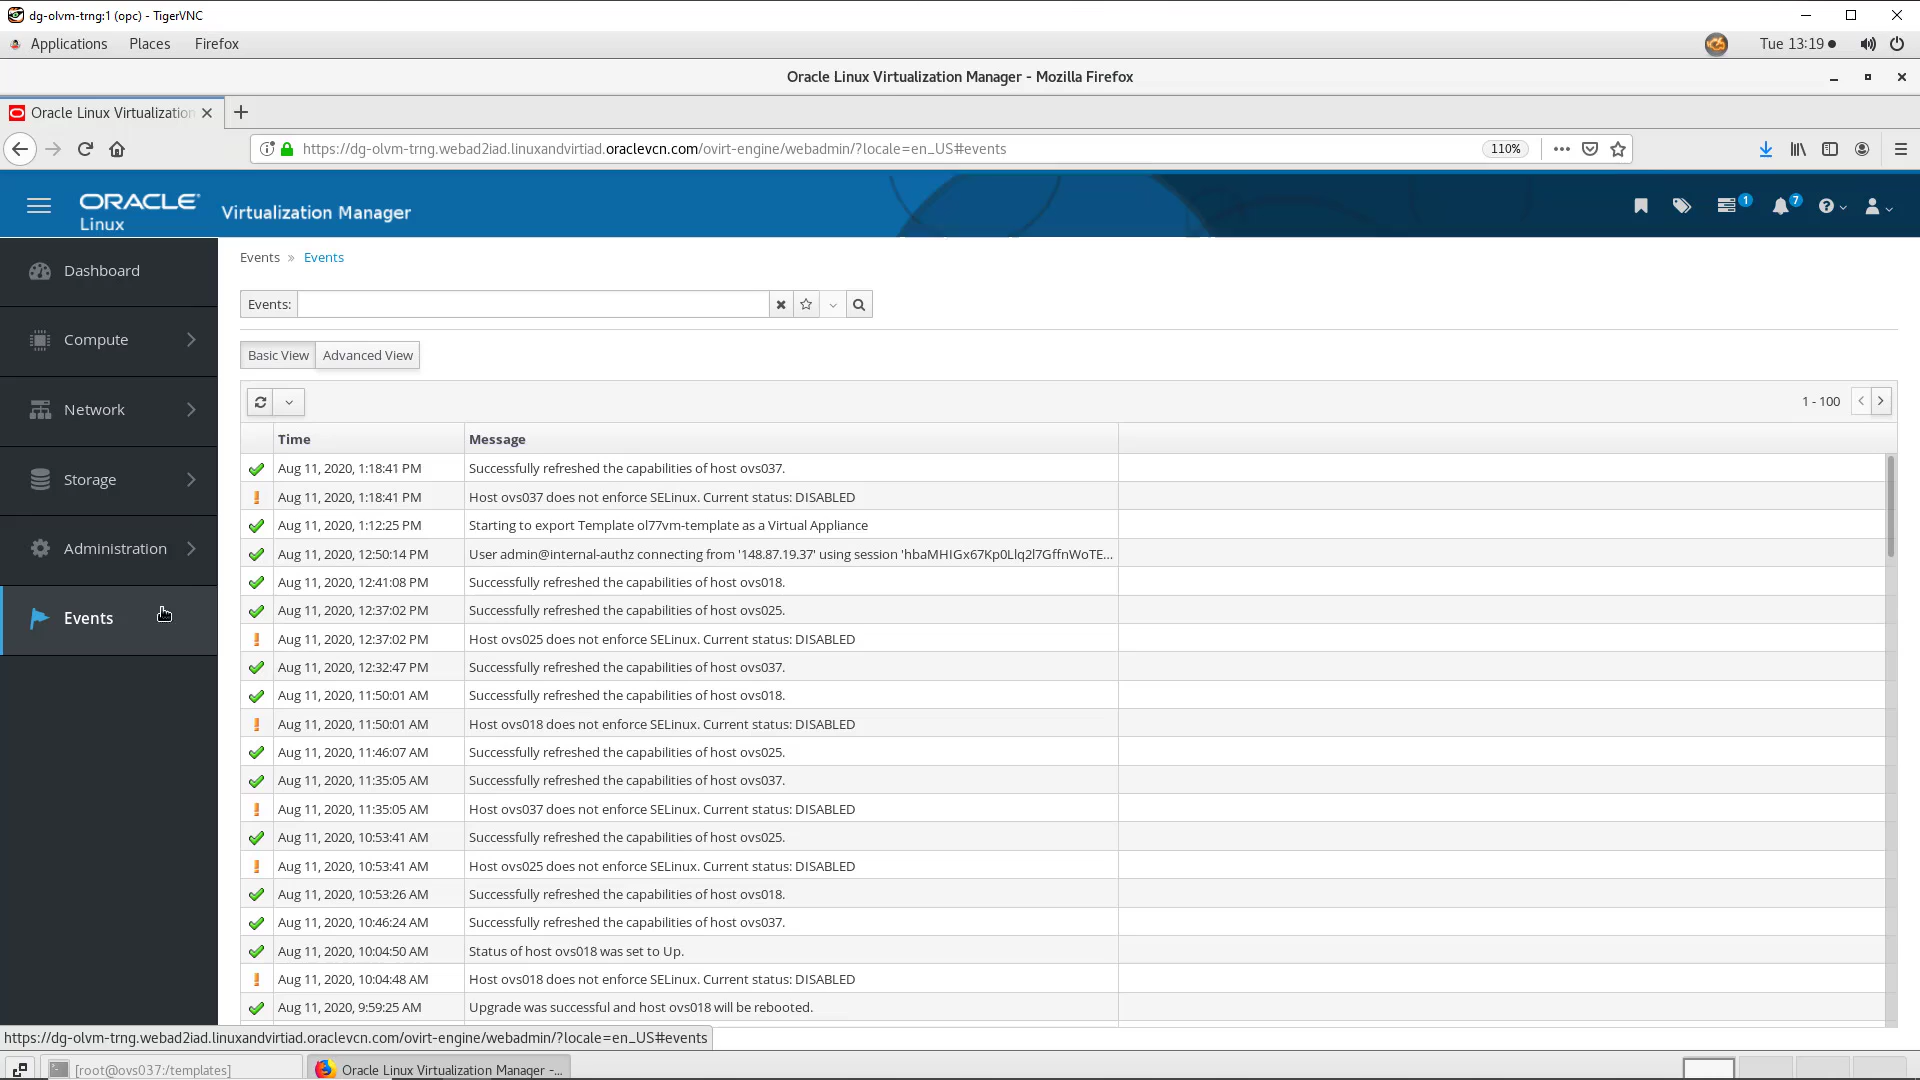 dg-olvm-trng:1 (opc) - TigerVNC
Applications Places Firefox Tue 13:19
Oracle Linux Virtualization Manager - Mozilla Firefox
Oracle Linux Virtualization
https://dg-olvm-trng.webad2iad.linuxandvirtiad.oraclevcn.com/ovirt-engine/webadmin/?locale=en_US#events 110%
ORACLE Linux Virtualization Manager 1 7
Dashboard
Compute
Network
Storage
Administration
Events
Events » Events
Events:
Basic View Advanced View
1 - 100
Time Message
Aug 11, 2020, 1:18:41 PM Successfully refreshed the capabilities of host ovs037.
Aug 11, 2020, 1:18:41 PM Host ovs037 does not enforce SELinux. Current status: DISABLED
Aug 11, 2020, 1:12:25 PM Starting to export Template ol77vm-template as a Virtual Appliance
Aug 11, 2020, 12:50:14 PM User admin@internal-authz connecting from '148.87.19.37' using session 'hbaMHIGx67Kp0Llq2l7GffnWoTE...
Aug 11, 2020, 12:41:08 PM Successfully refreshed the capabilities of host ovs018.
Aug 11, 2020, 12:37:02 PM Successfully refreshed the capabilities of host ovs025.
Aug 11, 2020, 12:37:02 PM Host ovs025 does not enforce SELinux. Current status: DISABLED
Aug 11, 2020, 12:32:47 PM Successfully refreshed the capabilities of host ovs037.
Aug 11, 2020, 11:50:01 AM Successfully refreshed the capabilities of host ovs018.
Aug 11, 2020, 11:50:01 AM Host ovs018 does not enforce SELinux. Current status: DISABLED
Aug 11, 2020, 11:46:07 AM Successfully refreshed the capabilities of host ovs025.
Aug 11, 2020, 11:35:05 AM Successfully refreshed the capabilities of host ovs037.
Aug 11, 2020, 11:35:05 AM Host ovs037 does not enforce SELinux. Current status: DISABLED
Aug 11, 2020, 10:53:41 AM Successfully refreshed the capabilities of host ovs025.
Aug 11, 2020, 10:53:41 AM Host ovs025 does not enforce SELinux. Current status: DISABLED
Aug 11, 2020, 10:53:26 AM Successfully refreshed the capabilities of host ovs018.
Aug 11, 2020, 10:46:24 AM Successfully refreshed the capabilities of host ovs037.
Aug 11, 2020, 10:04:50 AM Status of host ovs018 was set to Up.
Aug 11, 2020, 10:04:48 AM Host ovs018 does not enforce SELinux. Current status: DISABLED
Aug 11, 2020, 9:59:25 AM Upgrade was successful and host ovs018 will be rebooted.
https://dg-olvm-trng.webad2iad.linuxandvirtiad.oraclevcn.com/ovirt-engine/webadmin/?locale=en_US#events
[root@ovs037:/templates] Oracle Linux Virtualization Manager -...